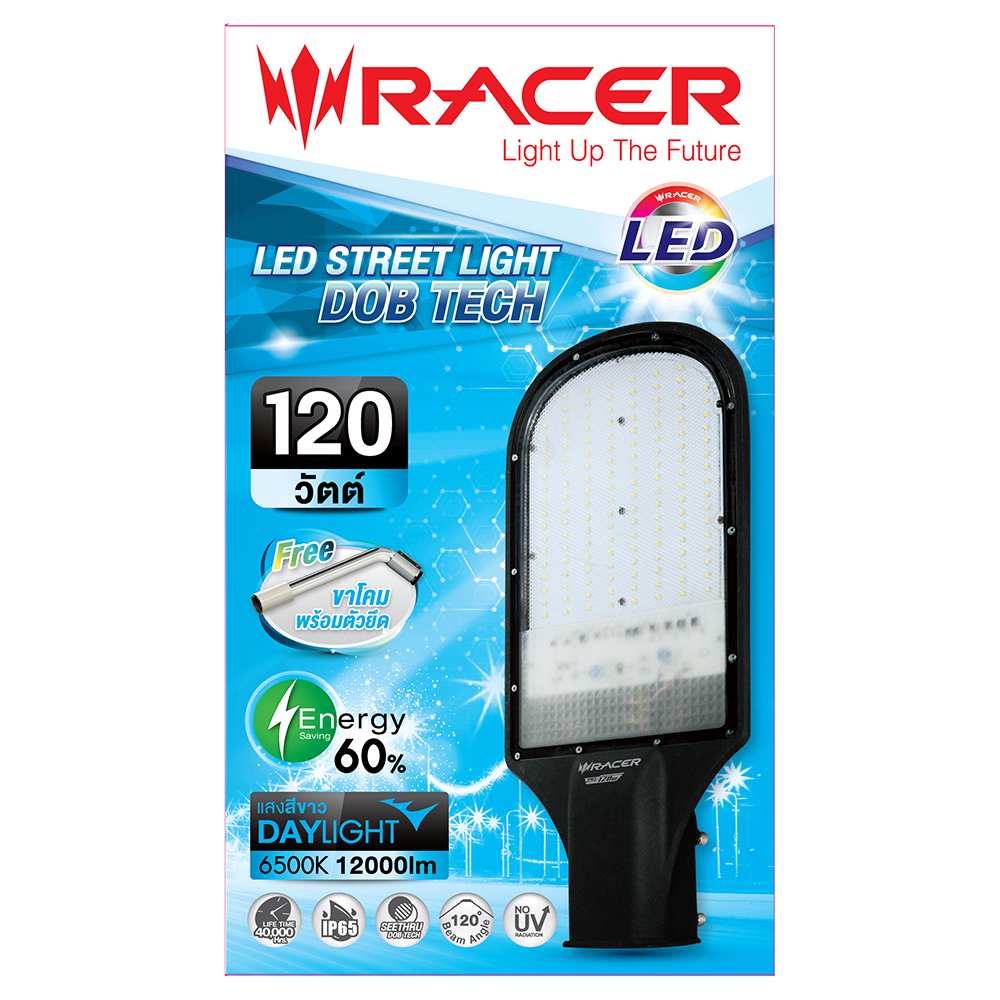 RACER
Light Up The Future
RACER
LED
LED STREET LIGHT
DOB TECH
120
วัตต์
Free
ขาโคม
พร้อมตัวยึด
Energy
Saving
60%
RACER
120
แสงสีขาว
DAYLIGHT
6500K 12000lm
LIFE TIME
40,000
Hrs.
IP65
SEETHRU
DOB TECH
120°
Beam Angle
NO
UV
RADIATION